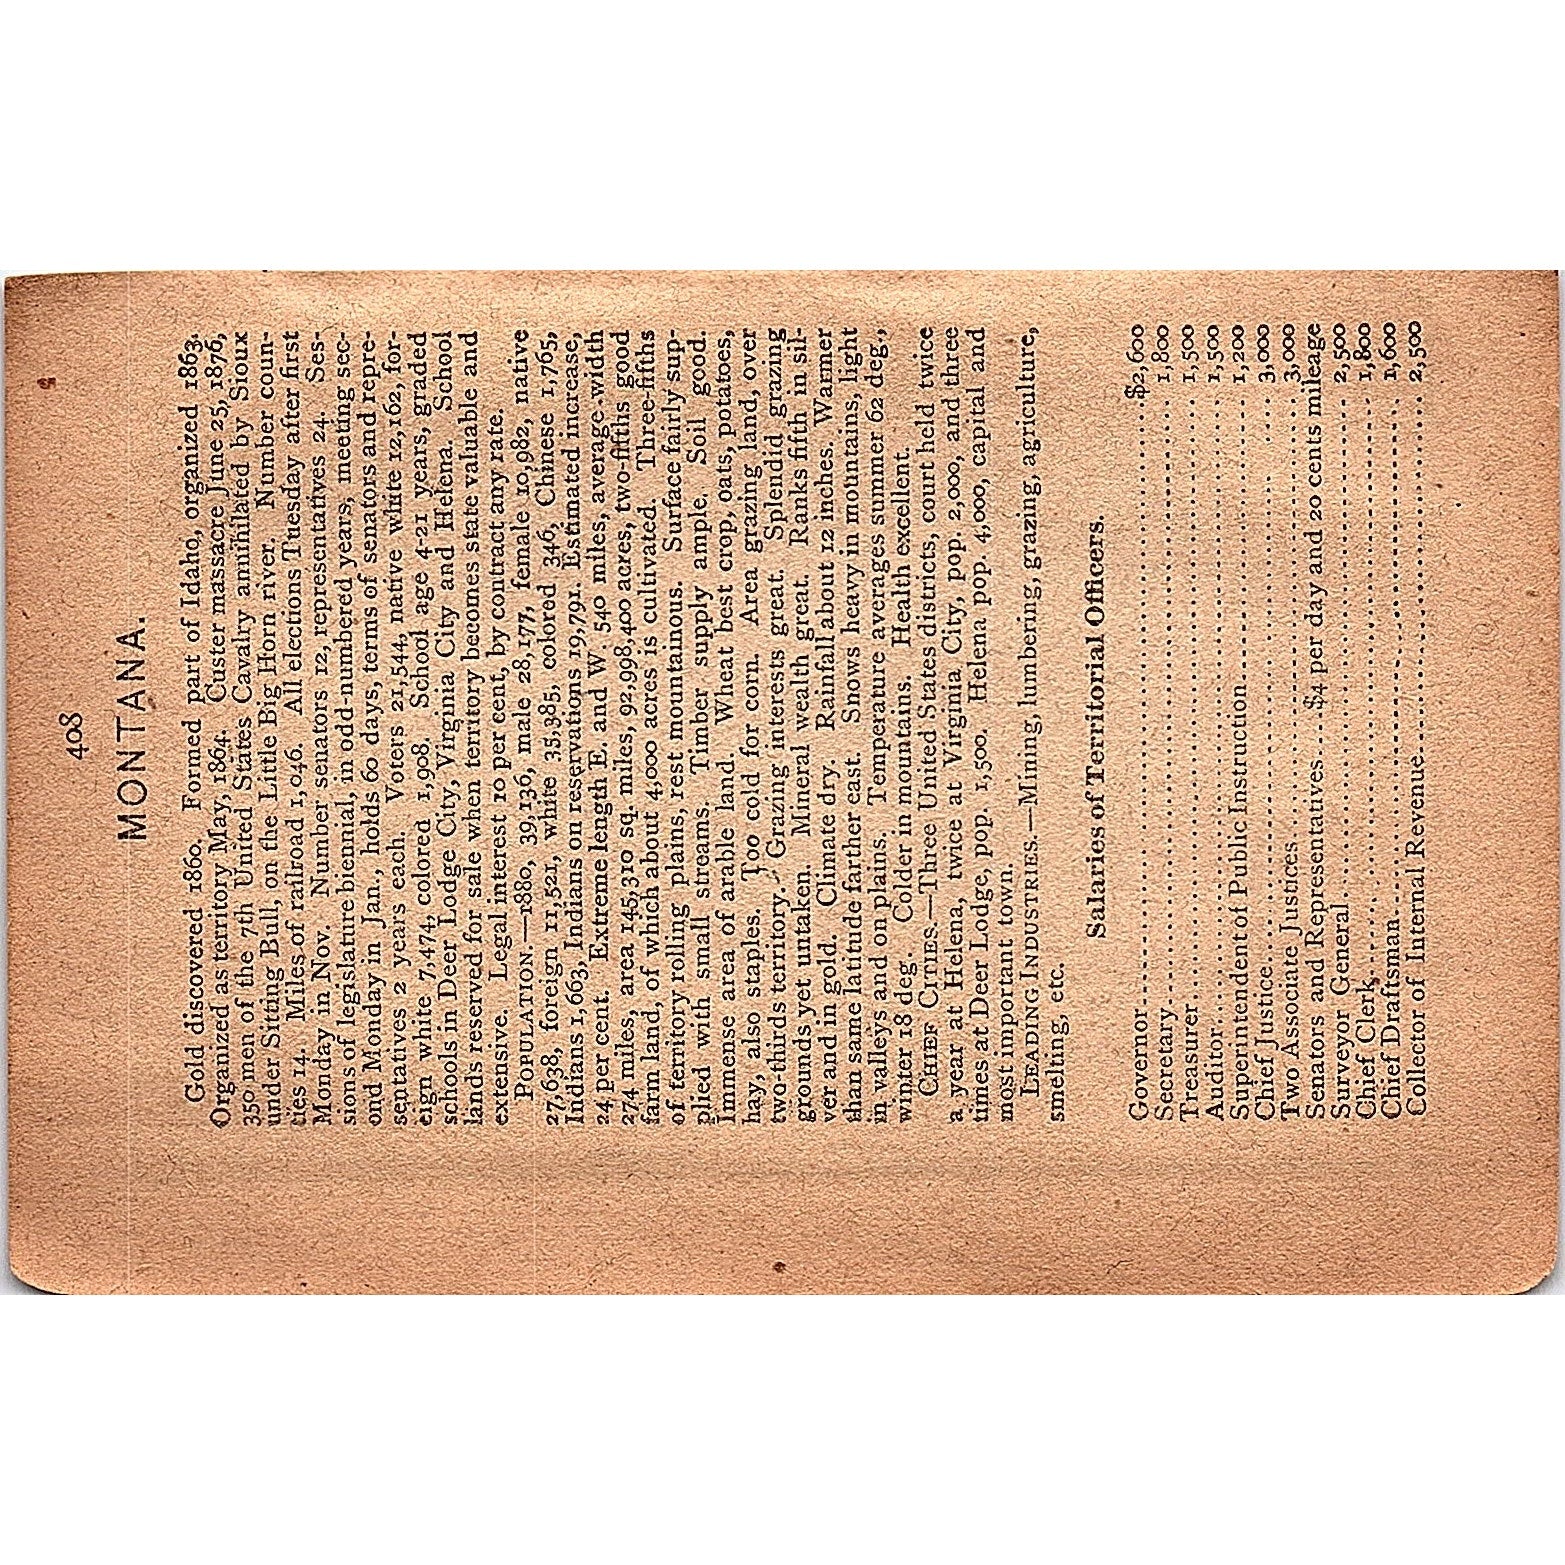 408
MONTANA.
Gold discovered 1860. Formed part of Idaho, organized 1863.
Organized as territory May, 1864. Custer massacre June 25, 1876,
350 men of the 7th United States Cavalry annihilated by Sioux
under Sitting Bull, on the Little Big Horn river. Number coun-
ties 14. Miles of railroad 1,046. All elections Tuesday after first
Monday in Nov. Number senators 12, representatives 24. Ses-
sions of legislature biennial, in odd-numbered years, meeting sec-
ond Monday in Jan., holds 60 days, terms of senators and repre-
sentatives 2 years each. Voters 21,544, native white 12,162, for-
eign white 7,474, colored 1,908. School age 4-21 years, graded
schools in Deer Lodge City, Virginia City and Helena. School
lands reserved for sale when territory becomes state valuable and
extensive. Legal interest 10 per cent, by contract any rate.
POPULATION.—1880, 39,136, male 28,177, female 10,982, native
27,638, foreign 11,521, white 35,385, colored 346, Chinese 1,765,
Indians 1,663, Indians on reservations 19,791. Estimated increase,
24 per cent. Extreme length E. and W. 540 miles, average width
274 miles, area 145,310 sq. miles, 92,998,400 acres, two-fifths good
farm land, of which about 4,000 acres is cultivated. Three-fifths
of territory rolling plains, rest mountainous. Surface fairly sup-
plied with small streams. Timber supply ample. Soil good.
Immense area of arable land. Wheat best crop, oats, potatoes,
hay, also staples. Too cold for corn. Area grazing land, over
two-thirds territory. Grazing interests great. Splendid grazing
grounds yet untaken. Mineral wealth great. Ranks fifth in sil-
ver and in gold. Climate dry. Rainfall about 12 inches. Warmer
than same latitude farther east. Snows heavy in mountains, light
in valleys and on plains. Temperature averages summer 62 deg.,
winter 18 deg. Colder in mountains. Health excellent.
CHIEF CITIES.—Three United States districts, court held twice
a year at Helena, twice at Virginia City, pop. 2,000, and three
times at Deer Lodge, pop. 1,500. Helena pop. 4,000, capital and
most important town.
LEADING INDUSTRIES.—Mining, lumbering, grazing, agriculture,
smelting, etc.
Salaries of Territorial Officers.
Governor $2,600
Secretary 1,800
Treasurer 1,500
Auditor 1,500
Superintendent of Public Instruction 1,200
Chief Justice 3,000
Two Associate Justices 3,000
Senators and Representatives $4 per day and 20 cents mileage
Surveyor General 2,500
Chief Clerk 1,800
Chief Draftsman 1,600
Collector of Internal Revenue 2,500